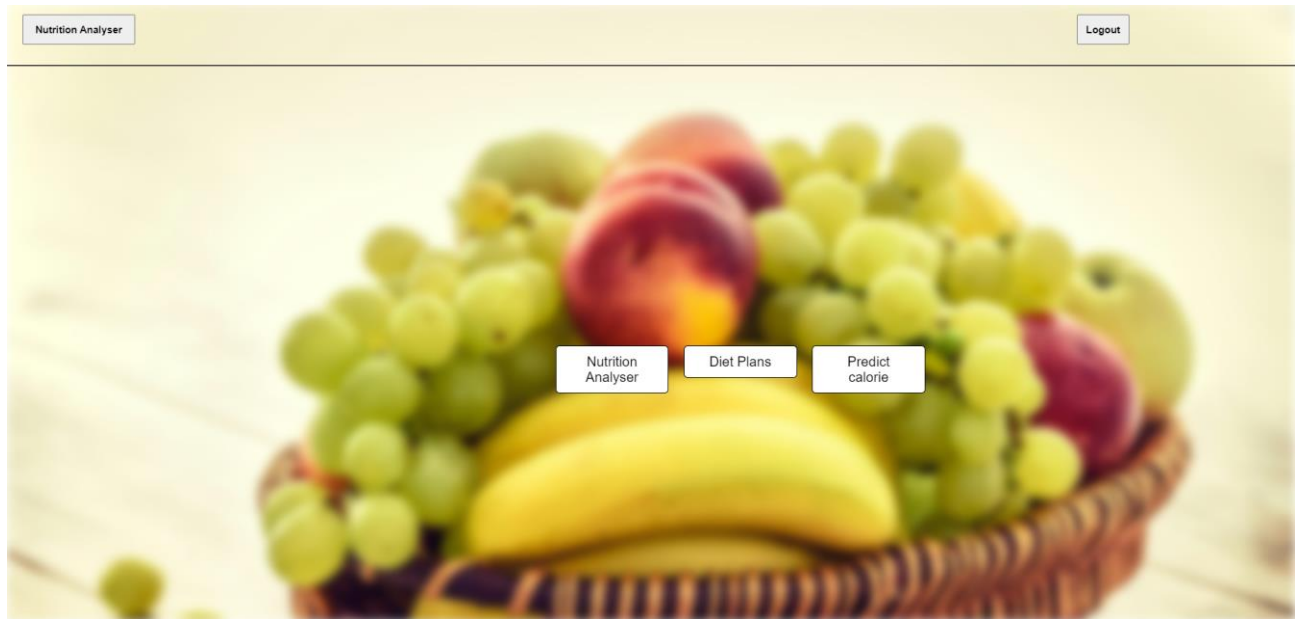 Nutrition Analyser
Logout
Nutrition
Analyser
Diet Plans
Predict
calorie